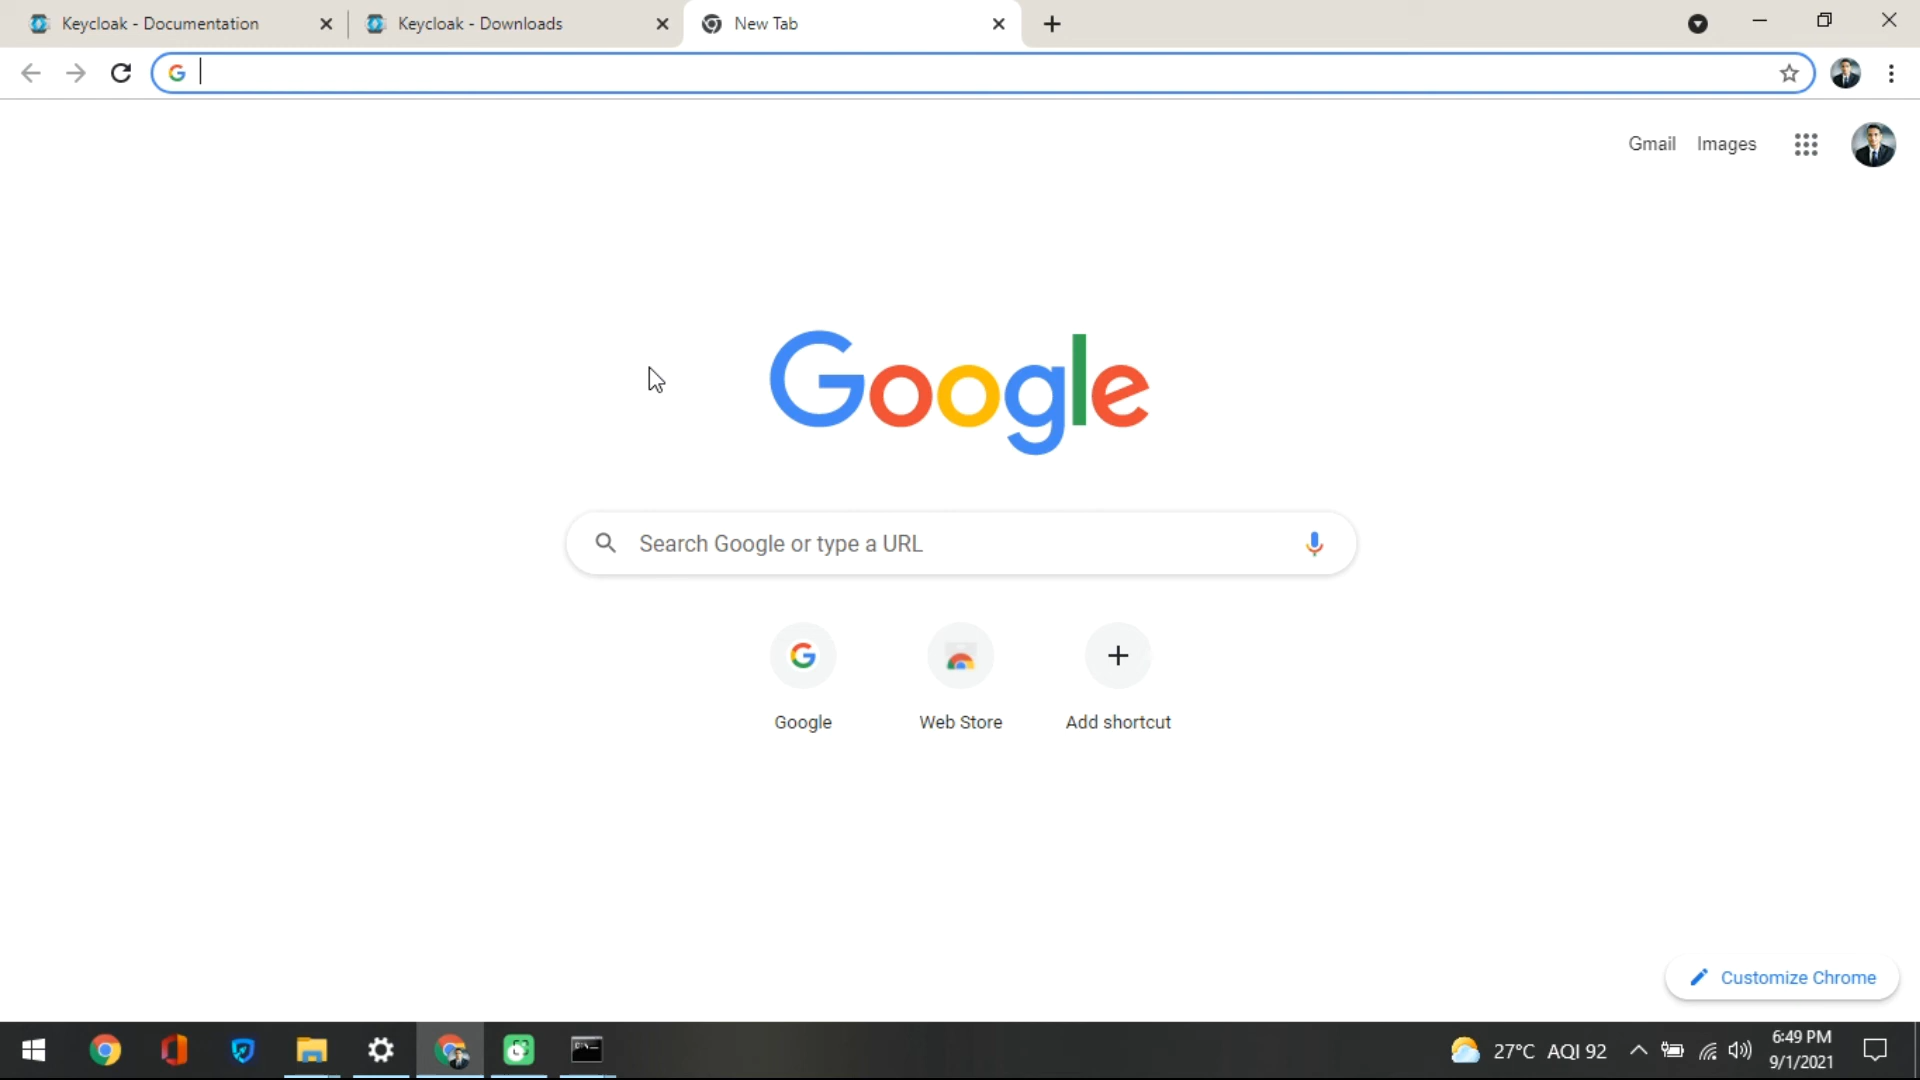 Keycloak - Documentation
Keycloak - Downloads
New Tab
Gmail Images
Google
Search Google or type a URL
Google
Web Store
Add shortcut
Customize Chrome
27°C AQI 92
6:49 PM
9/1/2021